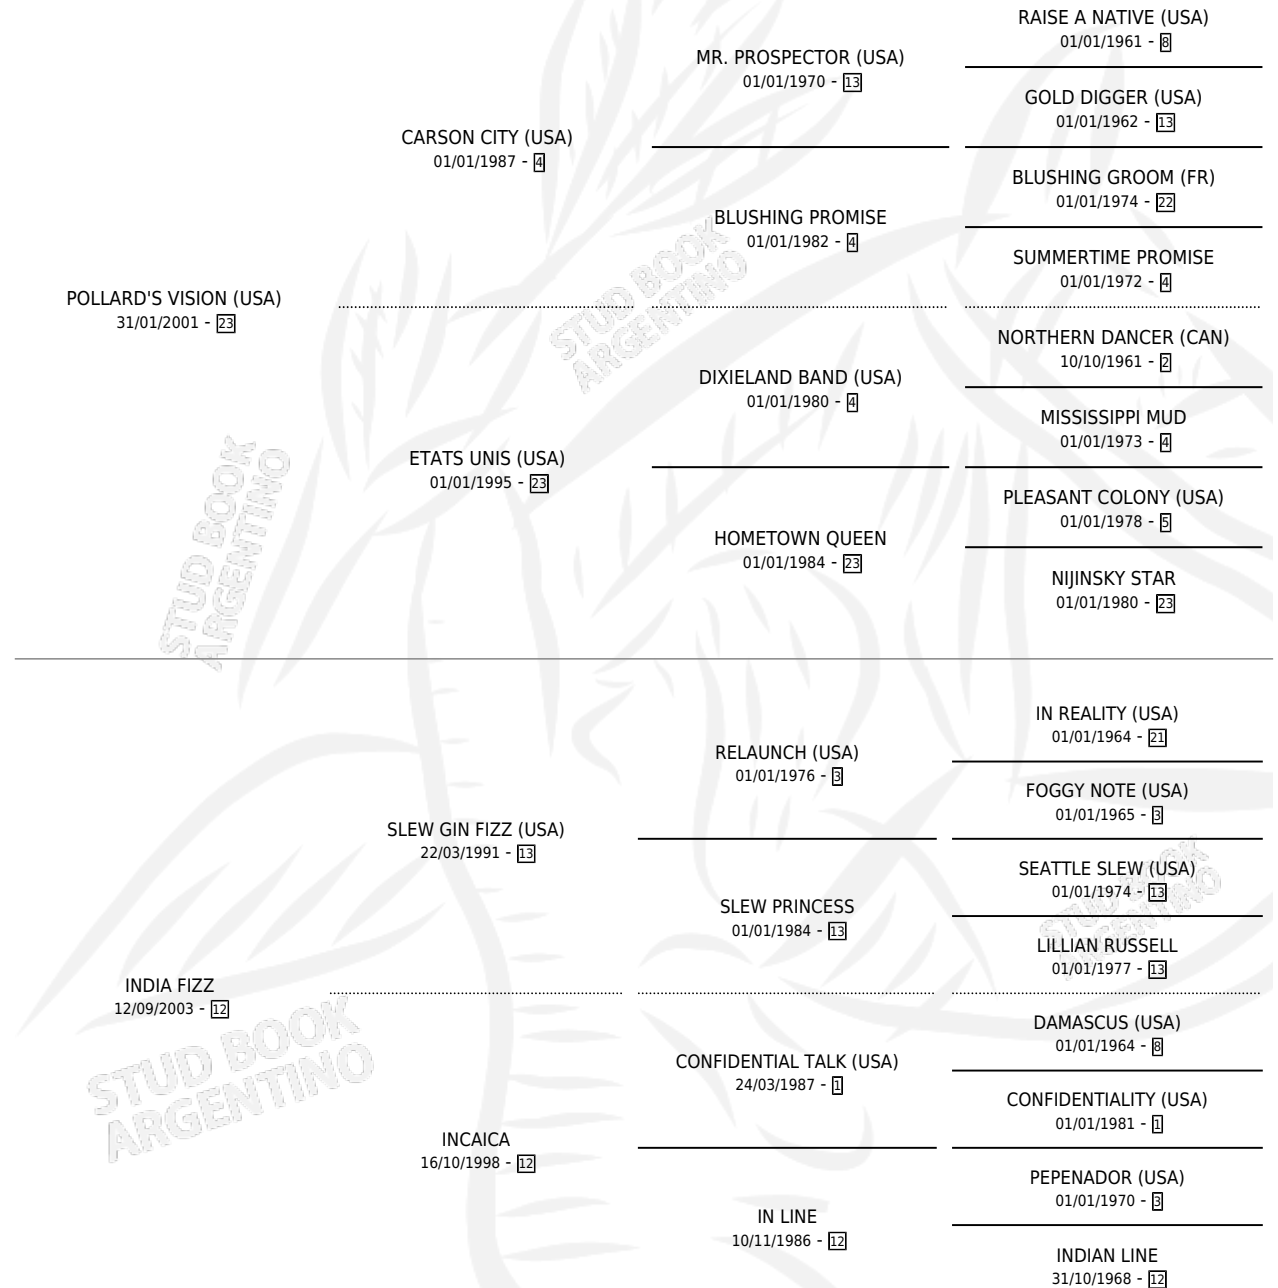 RAISE A NATIVE (USA)
01/01/1961 - 8
MR. PROSPECTOR (USA)
01/01/1970 - 13
GOLD DIGGER (USA)
01/01/1962 - 13
CARSON CITY (USA)
01/01/1987 - 4
BLUSHING GROOM (FR)
01/01/1974 - 22
BLUSHING PROMISE
01/01/1982 - 4
SUMMERTIME PROMISE
01/01/1972 - 4
POLLARD'S VISION (USA)
31/01/2001 - 23
NORTHERN DANCER (CAN)
10/10/1961 - 2
DIXIELAND BAND (USA)
01/01/1980 - 4
MISSISSIPPI MUD
01/01/1973 - 4
ETATS UNIS (USA)
01/01/1995 - 23
PLEASANT COLONY (USA)
01/01/1978 - 5
HOMETOWN QUEEN
01/01/1984 - 23
NIJINSKY STAR
01/01/1980 - 23
IN REALITY (USA)
01/01/1964 - 21
RELAUNCH (USA)
01/01/1976 - 3
FOGGY NOTE (USA)
01/01/1965 - 3
SLEW GIN FIZZ (USA)
22/03/1991 - 13
SEATTLE SLEW (USA)
01/01/1974 - 13
SLEW PRINCESS
01/01/1984 - 13
LILLIAN RUSSELL
01/01/1977 - 13
INDIA FIZZ
12/09/2003 - 12
DAMASCUS (USA)
01/01/1964 - 8
CONFIDENTIAL TALK (USA)
24/03/1987 - 1
CONFIDENTIALITY (USA)
01/01/1981 - 1
INCAICA
16/10/1998 - 12
PEPENADOR (USA)
01/01/1970 - 3
IN LINE
10/11/1986 - 12
INDIAN LINE
31/10/1968 - 12
STUD BOOK
ARGENTINO
STUD BOOK
ARGENTINO
STUD BOOK
ARGENTINO
STUD BOOK
ARGENTINO